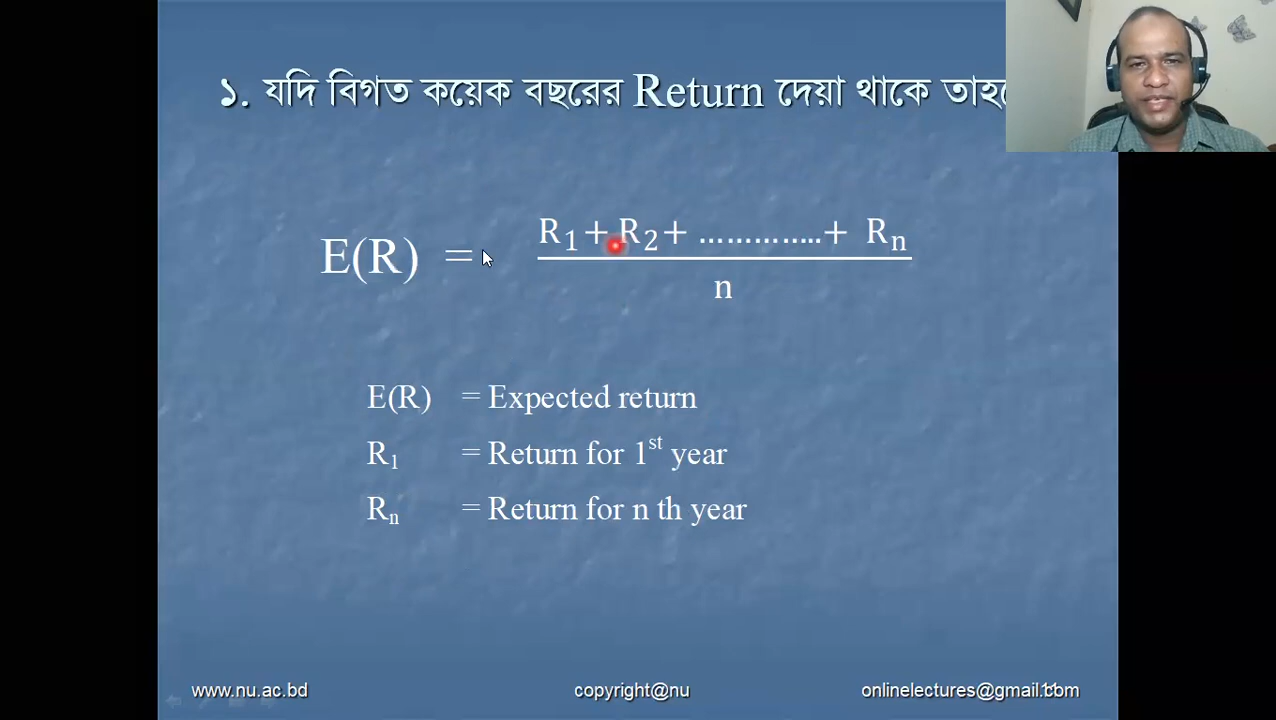 ১. যদি বিগত কয়েক বছরের Return দেয়া থাকে
E(R) = R₁+ R₂+ …………..+ Rₙ / n
E(R) = Expected return
R₁ = Return for 1ˢᵗ year
Rₙ = Return for n th year
www.nu.ac.bd copyright@nu onlinelectures@gmail.com